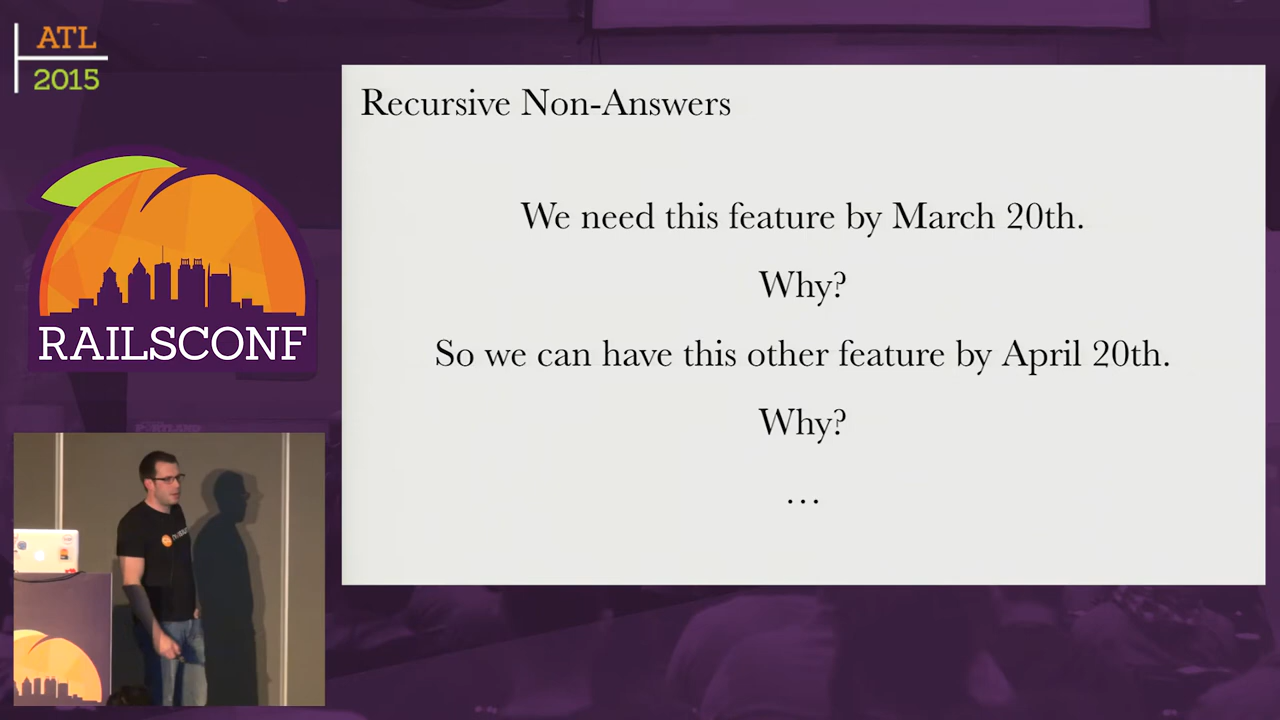 ATL
2015
RAILSCONF
Recursive Non-Answers
We need this feature by March 20th.
Why?
So we can have this other feature by April 20th.
Why?
…